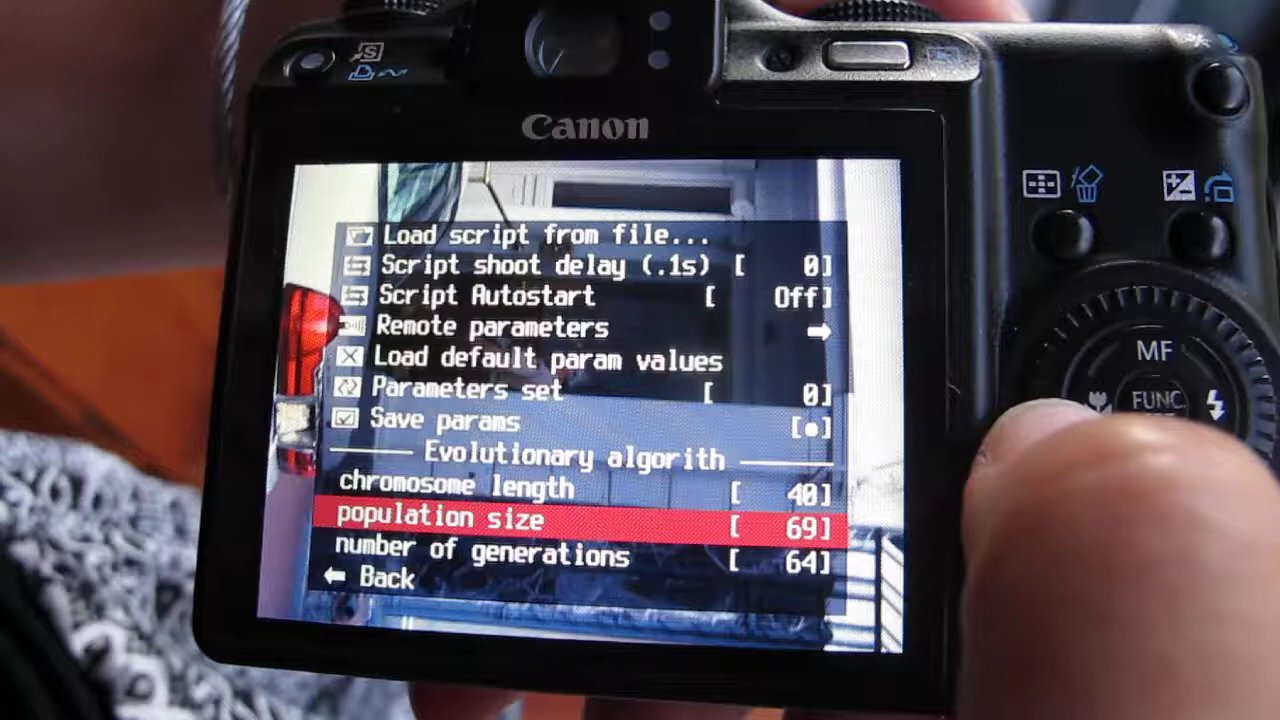 Canon
Load script from file...
Script shoot delay (.1s) [ 0]
Script Autostart [ Off]
Remote parameters
Load default param values
Parameters set [ 0]
Save params [•]
Evolutionary algorith
chromosome length [ 40]
population size [ 69]
number of generations [ 64]
Back
S
MF
FUNC.